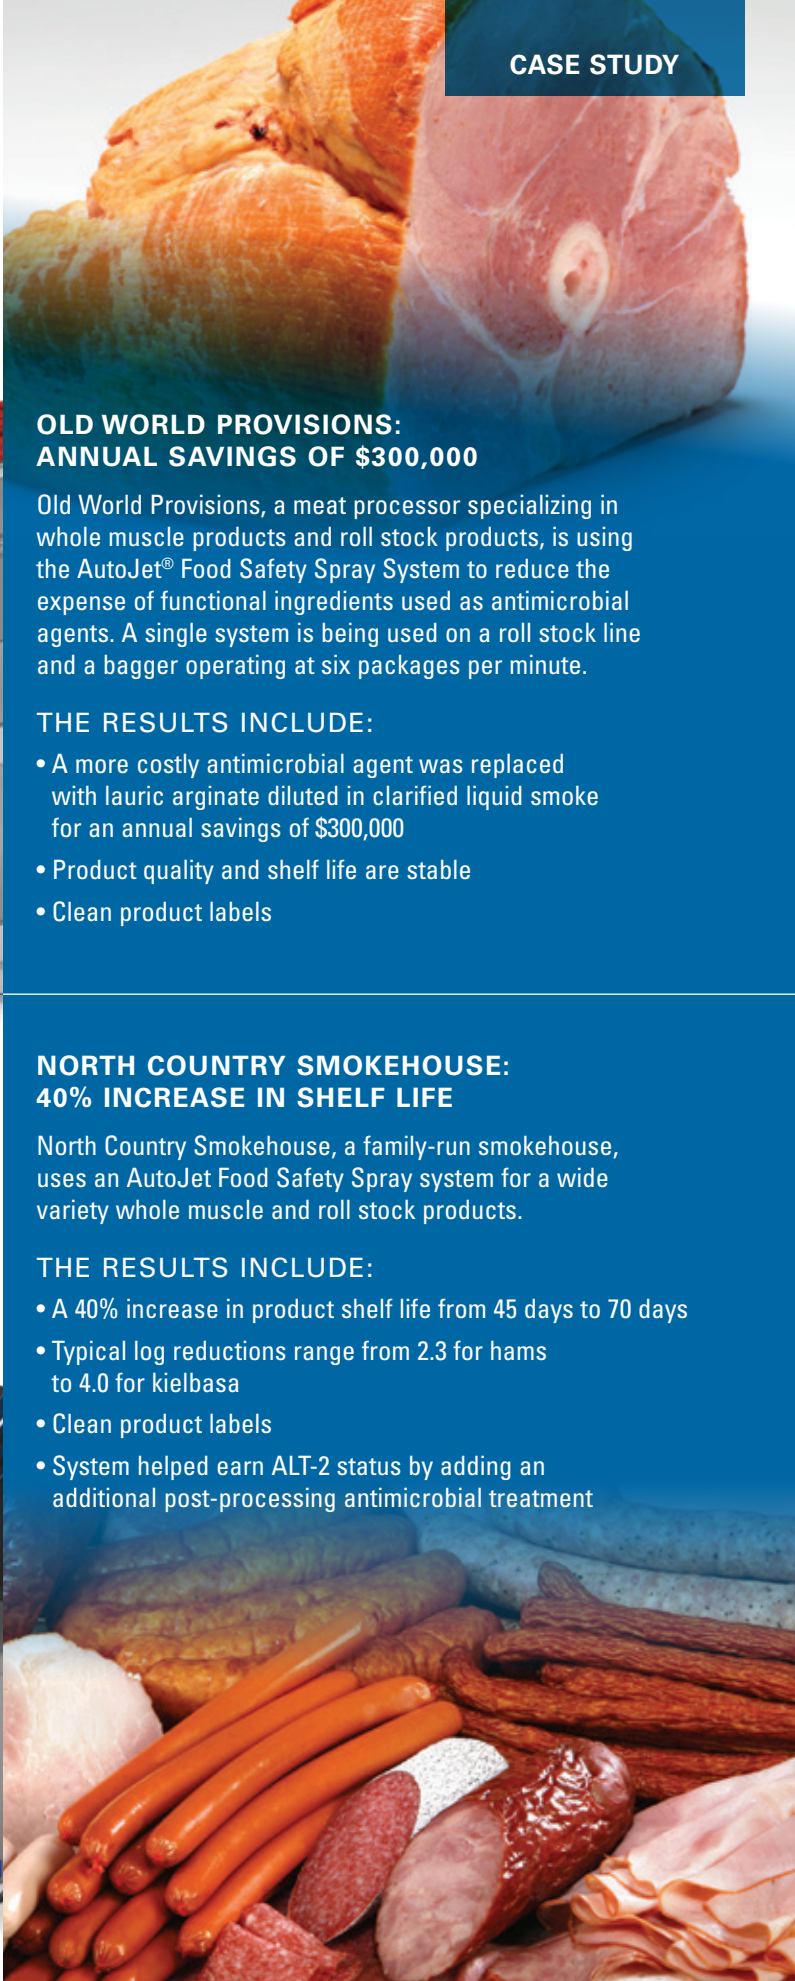 CASE STUDY
OLD WORLD PROVISIONS:
ANNUAL SAVINGS OF $300,000
Old World Provisions, a meat processor specializing in
whole muscle products and roll stock products, is using
the AutoJet® Food Safety Spray System to reduce the
expense of functional ingredients used as antimicrobial
agents. A single system is being used on a roll stock line
and a bagger operating at six packages per minute.
THE RESULTS INCLUDE:
• A more costly antimicrobial agent was replaced
with lauric arginate diluted in clarified liquid smoke
for an annual savings of $300,000
• Product quality and shelf life are stable
• Clean product labels
NORTH COUNTRY SMOKEHOUSE:
40% INCREASE IN SHELF LIFE
North Country Smokehouse, a family-run smokehouse,
uses an AutoJet Food Safety Spray system for a wide
variety whole muscle and roll stock products.
THE RESULTS INCLUDE:
• A 40% increase in product shelf life from 45 days to 70 days
• Typical log reductions range from 2.3 for hams
to 4.0 for kielbasa
• Clean product labels
• System helped earn ALT-2 status by adding an
additional post-processing antimicrobial treatment